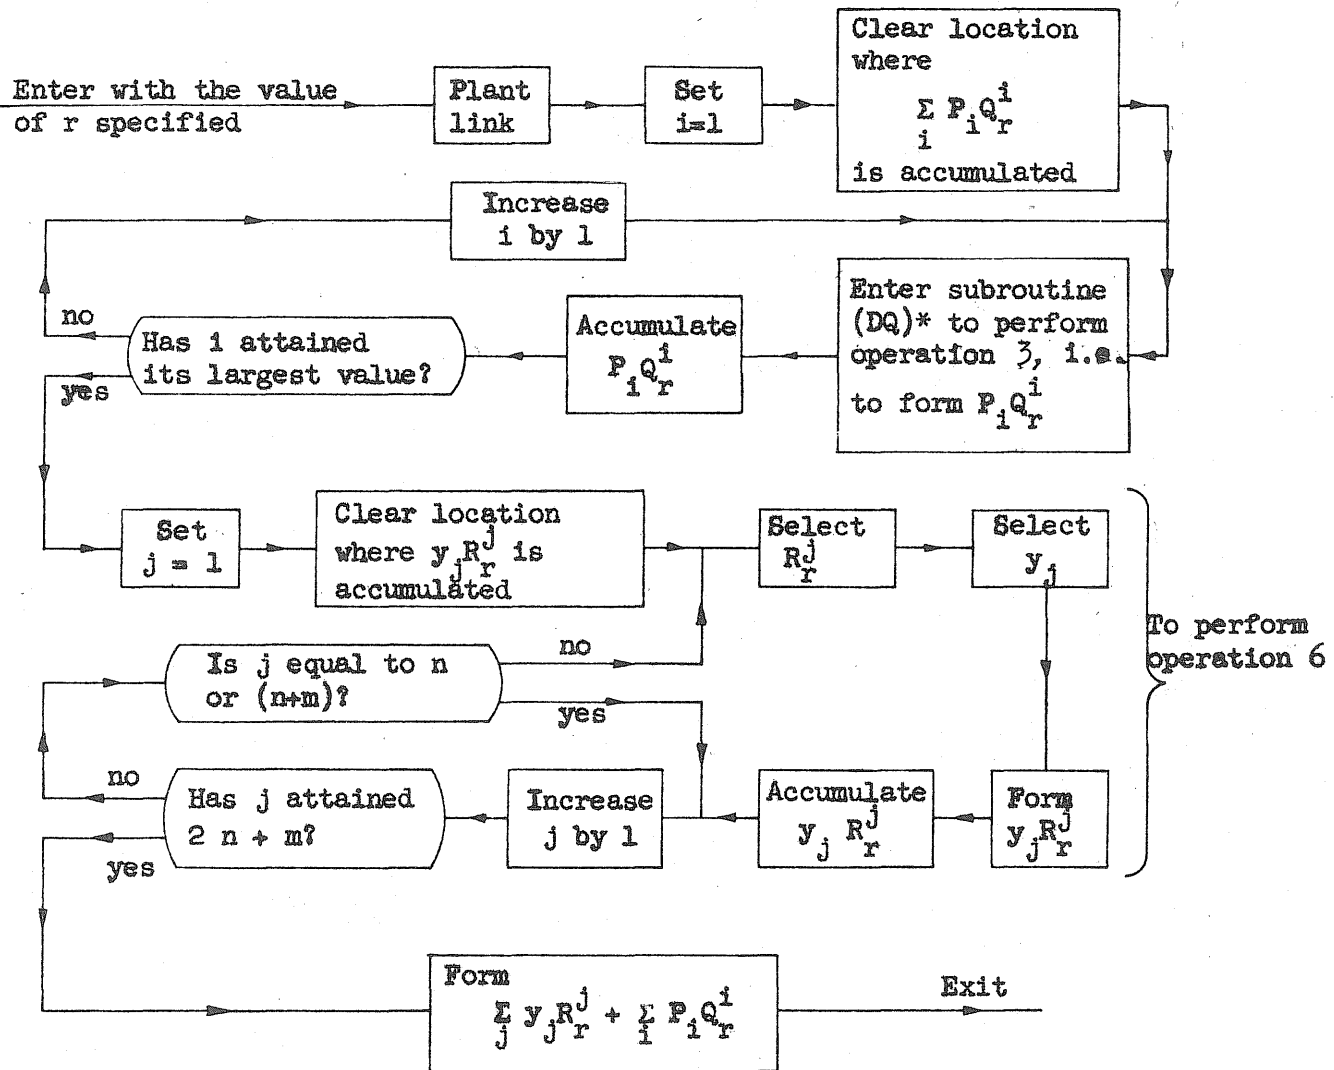 Enter with the value
of r specified
Plant
link
Set
i=1
Clear location
where
Σ P_i Q_r^i
i
is accumulated
Increase
i by 1
Enter subroutine
(DQ)* to perform
operation 3, i.e.
to form P_i Q_r^i
Accumulate
P_i Q_r^i
Has i attained
its largest value?
no
yes
Set
j = 1
Clear location
where y_j R_r^j is
accumulated
Select
R_r^j
Select
y_j
To perform
operation 6
Is j equal to n
or (n+m)?
no
yes
Form
y_j R_r^j
Accumulate
y_j R_r^j
Increase
j by 1
Has j attained
2 n + m?
no
yes
Form
Σ_j y_j R_r^j + Σ_i P_i Q_r^i
Exit